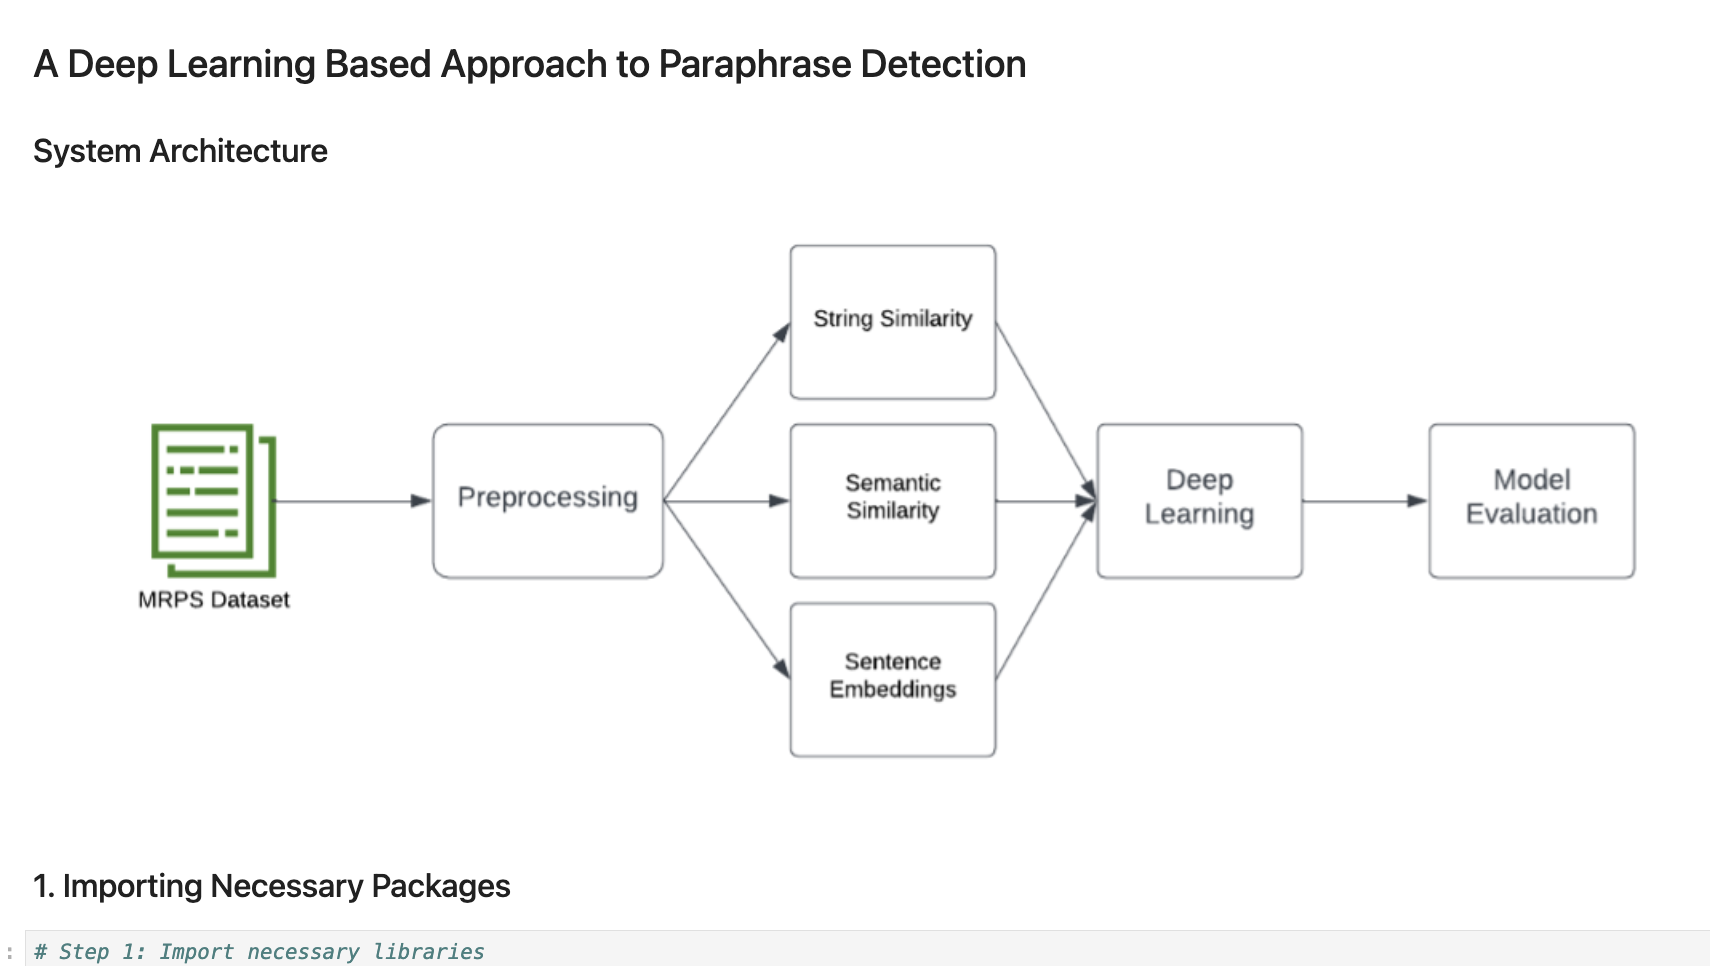 A Deep Learning Based Approach to Paraphrase Detection
System Architecture
MRPS Dataset
Preprocessing
String Similarity
Semantic
Similarity
Sentence
Embeddings
Deep
Learning
Model
Evaluation
1. Importing Necessary Packages
:
# Step 1: Import necessary libraries